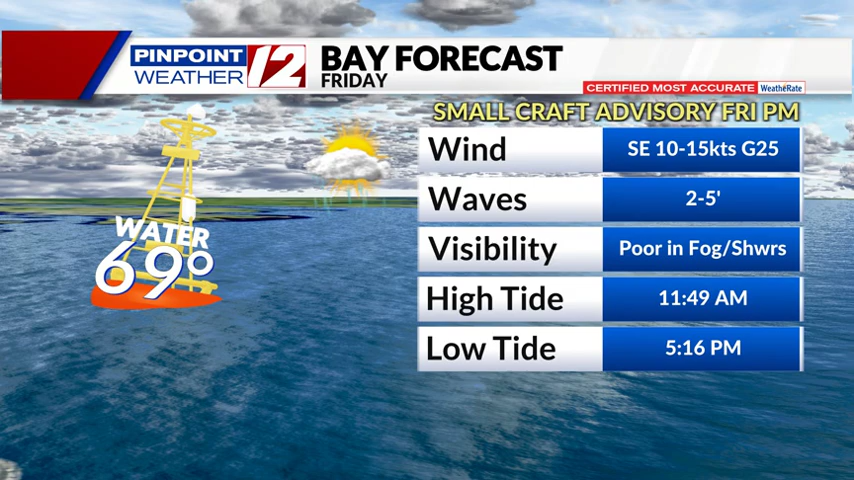 PINPOINT
WEATHER 12
BAY FORECAST
FRIDAY
CERTIFIED MOST ACCURATE WeatheRate
SMALL CRAFT ADVISORY FRI PM
Wind SE 10-15kts G25
Waves 2-5'
Visibility Poor in Fog/Shwrs
High Tide 11:49 AM
Low Tide 5:16 PM
WATER
69°